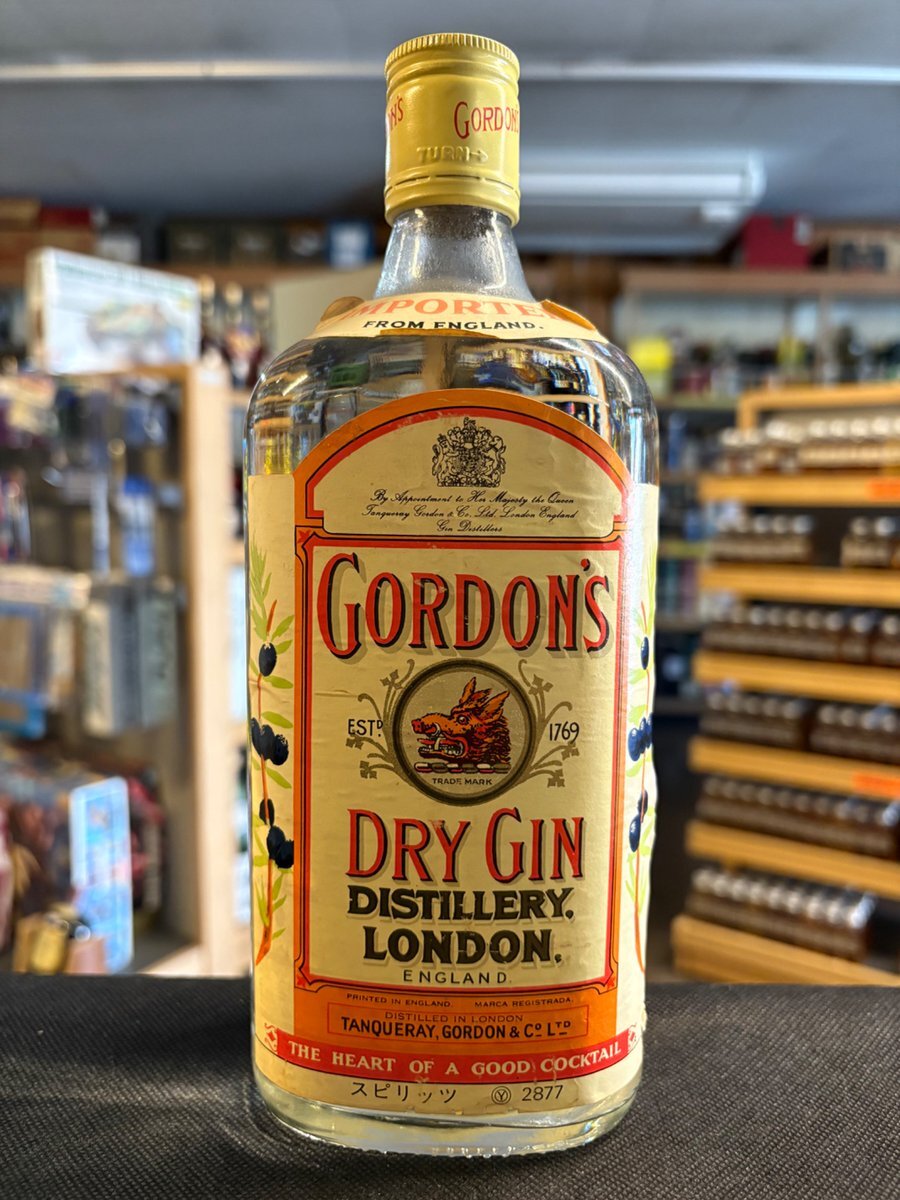 GORDON'S
TURN→
IMPORTED
FROM ENGLAND.
By Appointment to Her Majesty the Queen
Tanqueray Gordon & Co. Ltd. London England
Gin Distillers
GORDON'S
ESTD. 1769
TRADE MARK
DRY GIN
DISTILLERY,
LONDON,
ENGLAND
PRINTED IN ENGLAND. MARCA REGISTRADA.
DISTILLED IN LONDON
TANQUERAY, GORDON & Co LTD
THE HEART OF A GOOD COCKTAIL
スピリッツ Ⓨ 2877